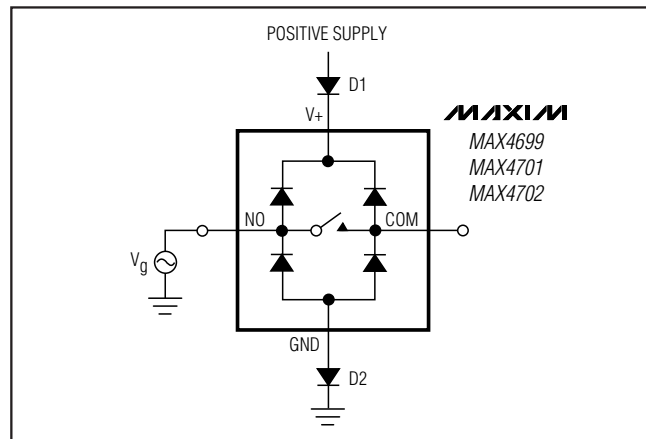 POSITIVE SUPPLY
D1
V+
MAXIM
MAX4699
MAX4701
MAX4702
NO
COM
Vg
GND
D2